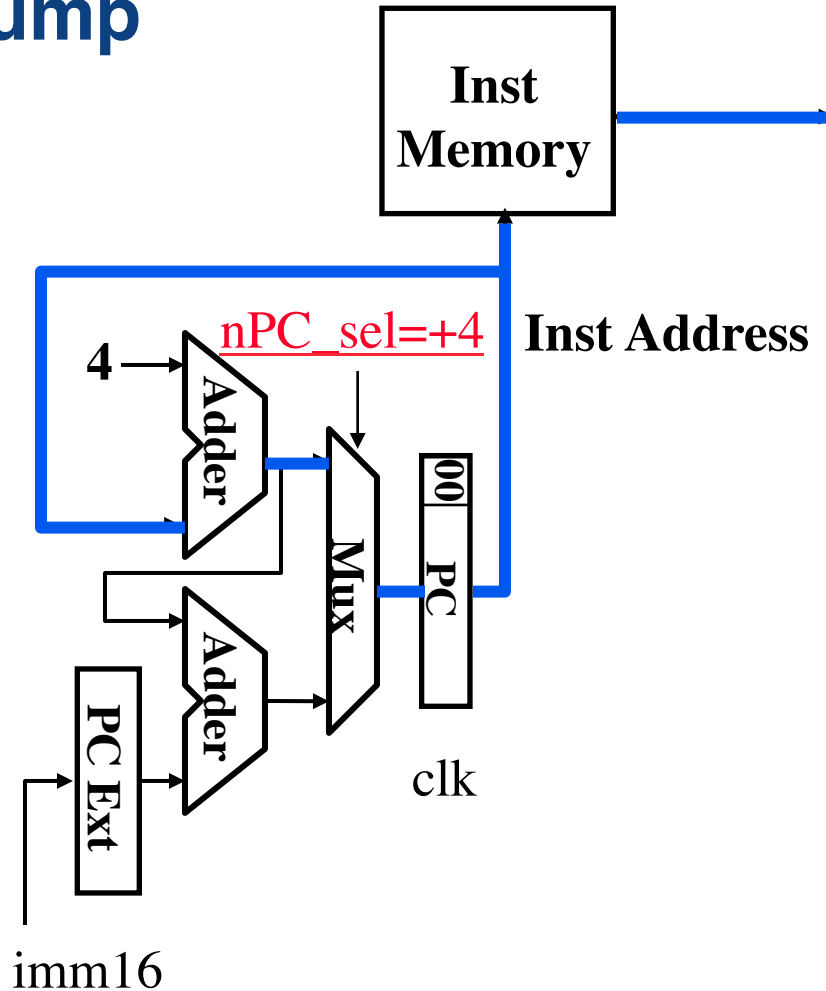 ump
Inst
Memory
nPC_sel=+4
Inst Address
4
Adder
00
Mux
PC
Adder
PC Ext
clk
imm16